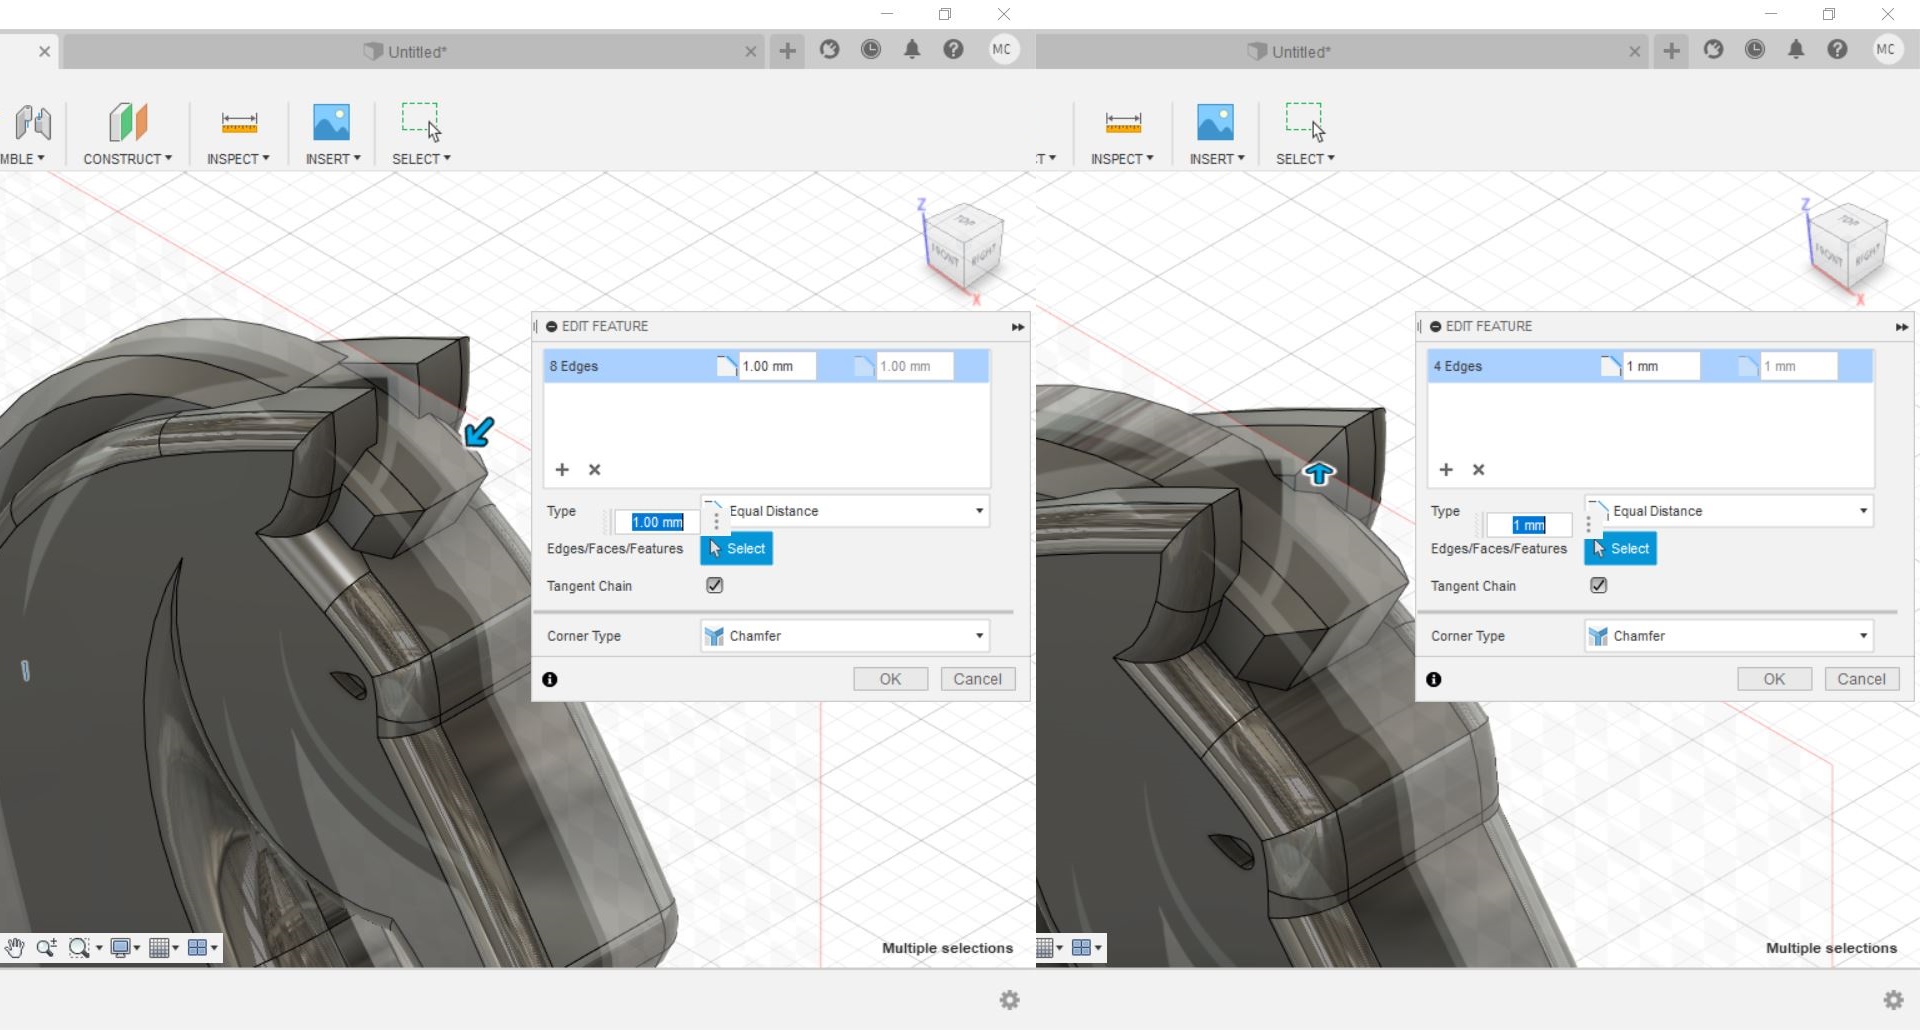 Untitled*
MC
MBLE
CONSTRUCT
INSPECT
INSERT
SELECT
Z
TOP
FRONT
RIGHT
X
EDIT FEATURE
8 Edges
1.00 mm
1.00 mm
Type
Equal Distance
1.00 mm
Edges/Faces/Features
Select
Tangent Chain
Corner Type
Chamfer
OK
Cancel
Multiple selections
Untitled*
MC
T
INSPECT
INSERT
SELECT
Z
TOP
FRONT
RIGHT
X
EDIT FEATURE
4 Edges
1 mm
1 mm
Type
Equal Distance
1 mm
Edges/Faces/Features
Select
Tangent Chain
Corner Type
Chamfer
OK
Cancel
Multiple selections